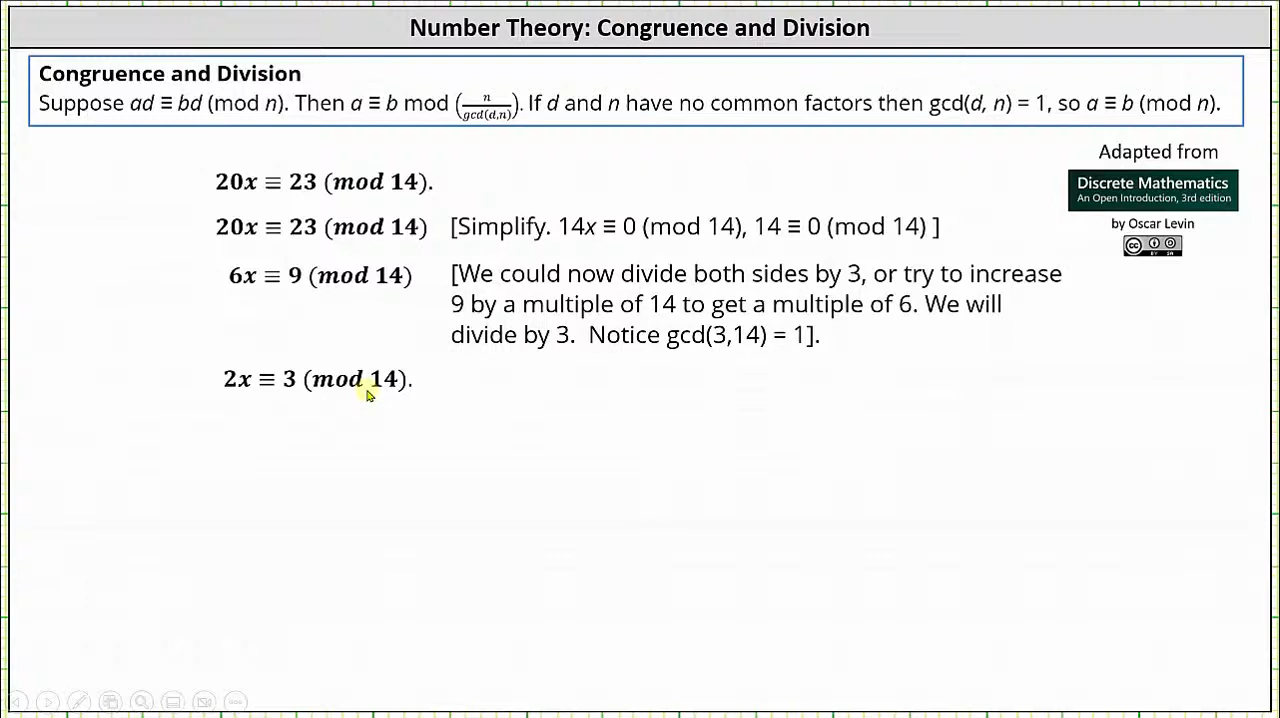 Number Theory: Congruence and Division
Congruence and Division
Suppose ad ≡ bd (mod n). Then a ≡ b mod (n/gcd(d,n)). If d and n have no common factors then gcd(d, n) = 1, so a ≡ b (mod n).
Adapted from
Discrete Mathematics
An Open Introduction, 3rd edition
by Oscar Levin
20x ≡ 23 (mod 14).
20x ≡ 23 (mod 14) [Simplify. 14x ≡ 0 (mod 14), 14 ≡ 0 (mod 14) ]
6x ≡ 9 (mod 14) [We could now divide both sides by 3, or try to increase
9 by a multiple of 14 to get a multiple of 6. We will
divide by 3. Notice gcd(3,14) = 1].
2x ≡ 3 (mod 14).